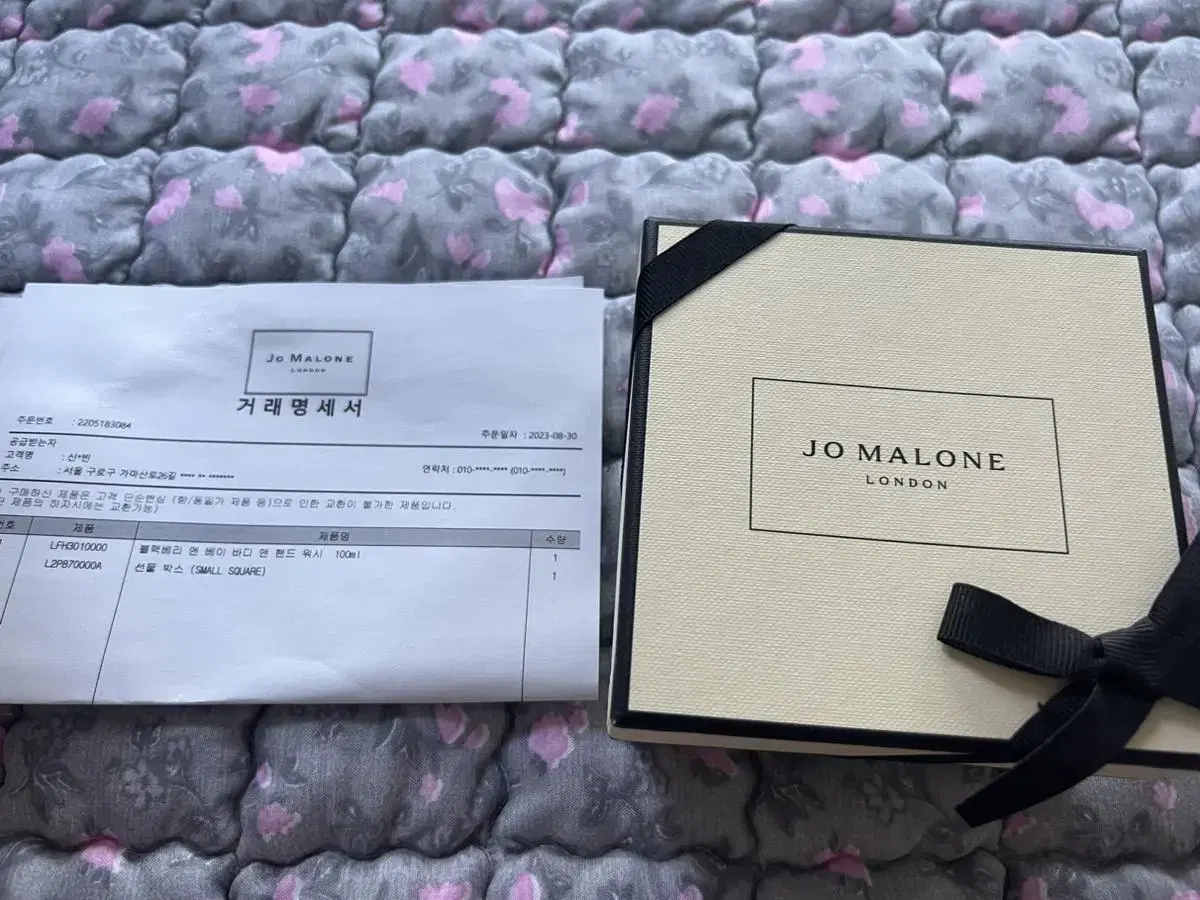 JO MALONE
LONDON
거래명세서
주문번호 : 2205183084
주문일자 : 2023-08-30
공급받는자
고객명 : 신*빈
주소 : 서울 구로구 가마산로26길 **** ** *******
연락처 : 010-****-**** (010-****-****)
구매하신 제품은 고객 단순변심 (향/동일가 제품 등)으로 인한 교환이 불가한 제품입니다.
제품의 하자시에는 교환가능)
번호 제품 제품명 수량
1 LFH3010000 블랙베리 앤 베이 바디 앤 핸드 워시 100ml 1
L2P870000A 선물 박스 (SMALL SQUARE) 1
JO MALONE
LONDON